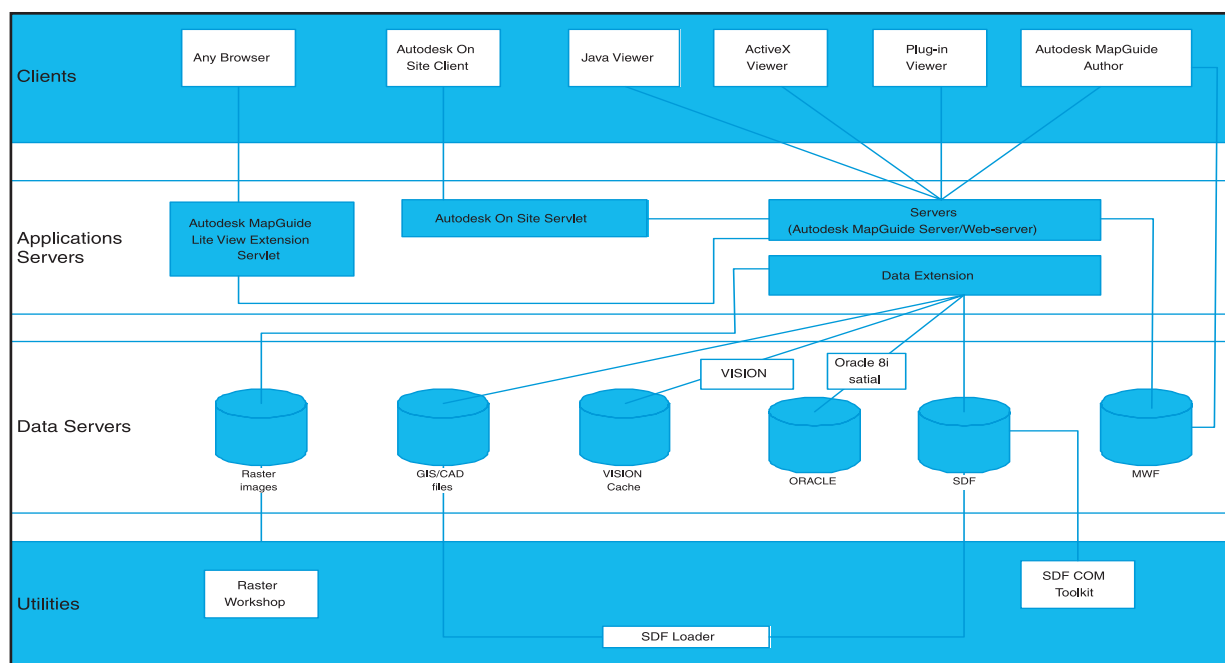 Clients
Any Browser
Autodesk On
Site Client
Java Viewer
ActiveX
Viewer
Plug-in
Viewer
Autodesk MapGuide
Author
Applications
Servers
Autodesk MapGuide
Lite View Extension
Servlet
Autodesk On Site Servlet
Servers
(Autodesk MapGuide Server/Web-server)
Data Extension
VISION
Oracle 8i
satial
Data Servers
Raster
images
GIS/CAD
files
VISION
Cache
ORACLE
SDF
MWF
Utilities
Raster
Workshop
SDF Loader
SDF COM
Toolkit